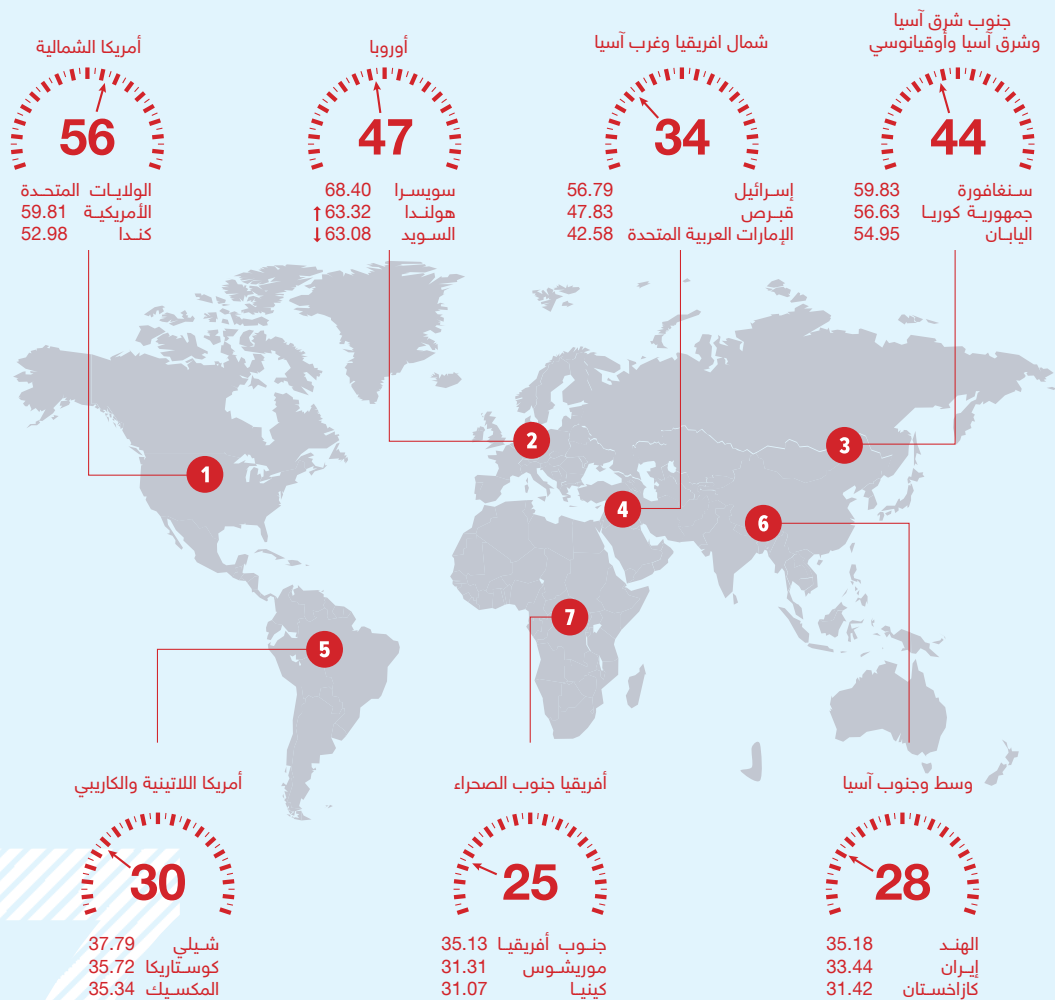 أمريكا الشمالية
56
الولايات المتحدة
الأمريكية 59.81
كندا 52.98
أوروبا
47
سويسرا 68.40
هولندا 63.32 ↑
السويد 63.08 ↓
شمال افريقيا وغرب آسيا
34
إسرائيل 56.79
قبرص 47.83
الإمارات العربية المتحدة 42.58
جنوب شرق آسيا
وشرق آسيا وأوقيانوسي
44
سنغافورة 59.83
جمهورية كوريا 56.63
اليابان 54.95
1
2
3
4
6
7
5
أمريكا اللاتينية والكاريبي
30
شيلي 37.79
كوستاريكا 35.72
المكسيك 35.34
أفريقيا جنوب الصحراء
25
جنوب أفريقيا 35.13
موريشوس 31.31
كينيا 31.07
وسط وجنوب آسيا
28
الهند 35.18
إيران 33.44
كازاخستان 31.42